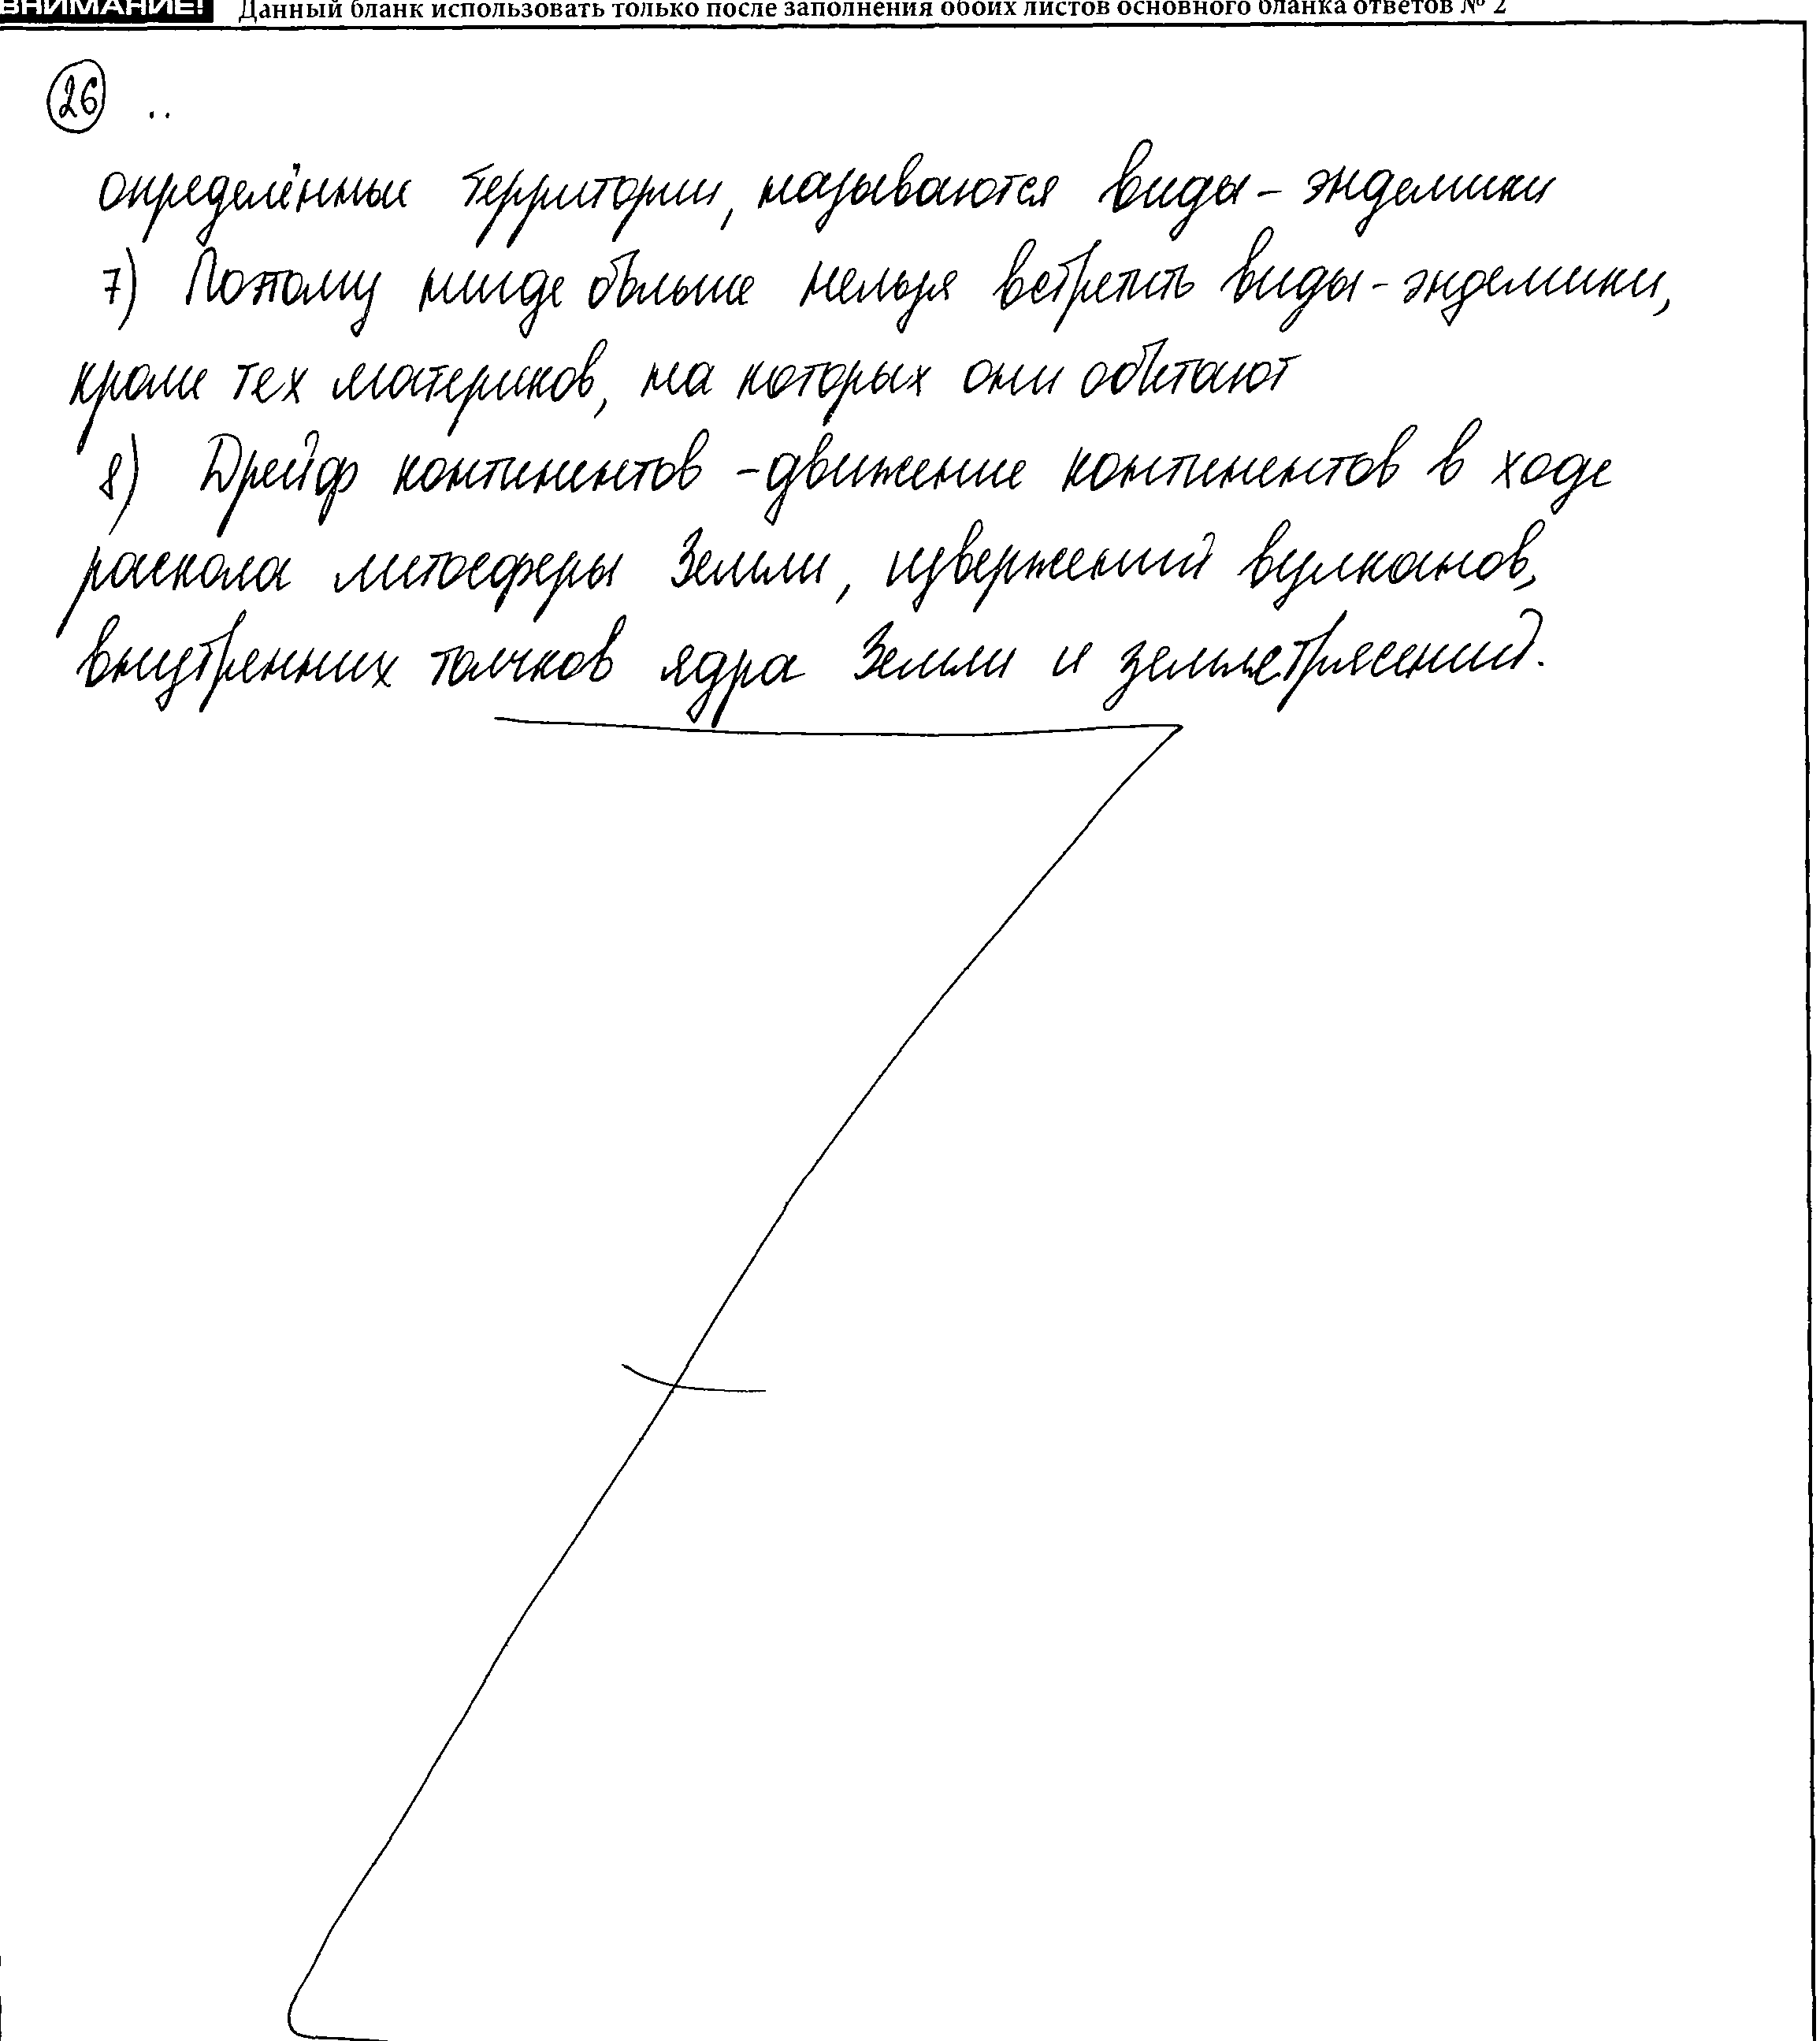 ВНИМАНИЕ! Данный бланк использовать только после заполнения обоих листов основного бланка ответов № 2
26 ..
определённые территории, называются виды - эндемики
7) Поэтому нигде больше нельзя встретить виды - эндемики,
кроме тех материков, на которых они обитают
8) Дрейф континентов - движение континентов в ходе
раскола литосферы Земли, извержений вулканов,
внутренних толчков ядра Земли и землетрясений.